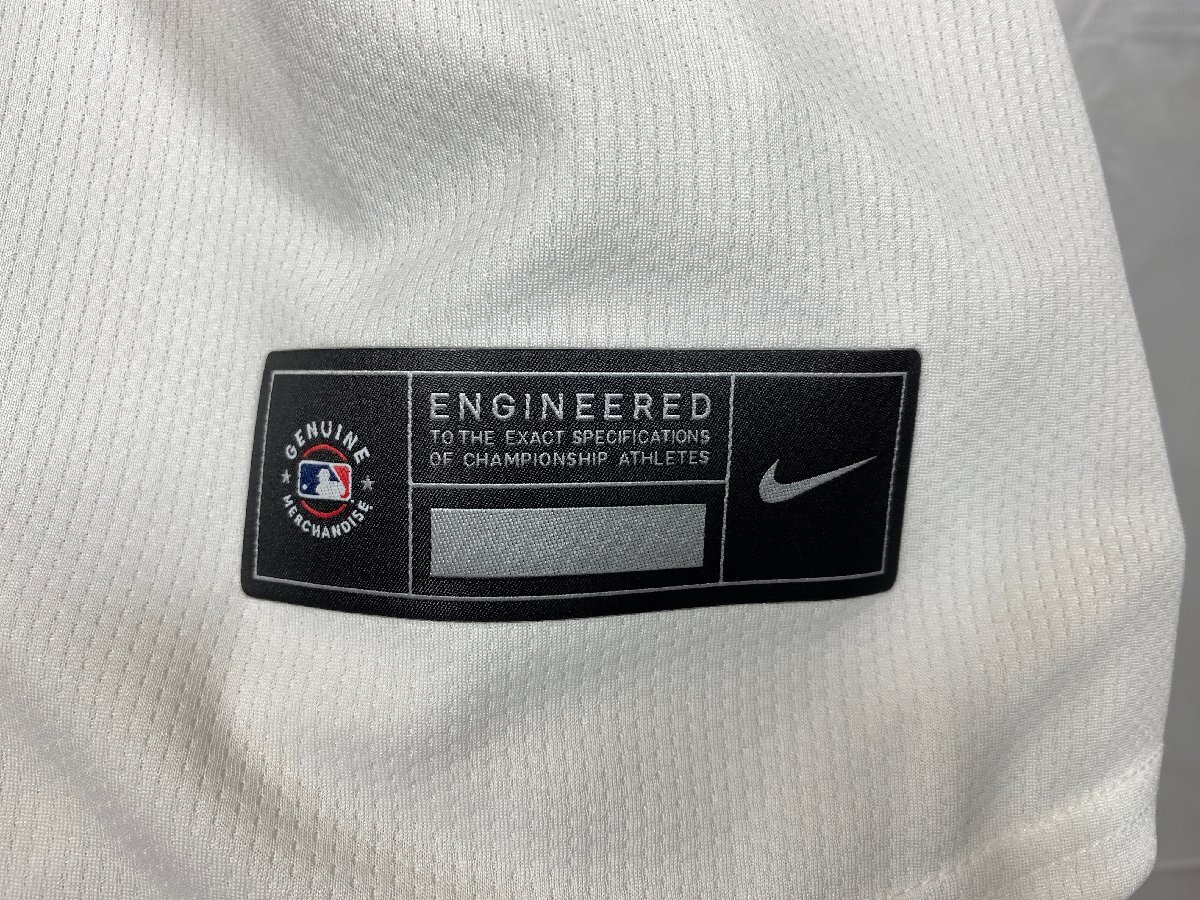 GENUINE
MERCHANDISE
ENGINEERED
TO THE EXACT SPECIFICATIONS
OF CHAMPIONSHIP ATHLETES